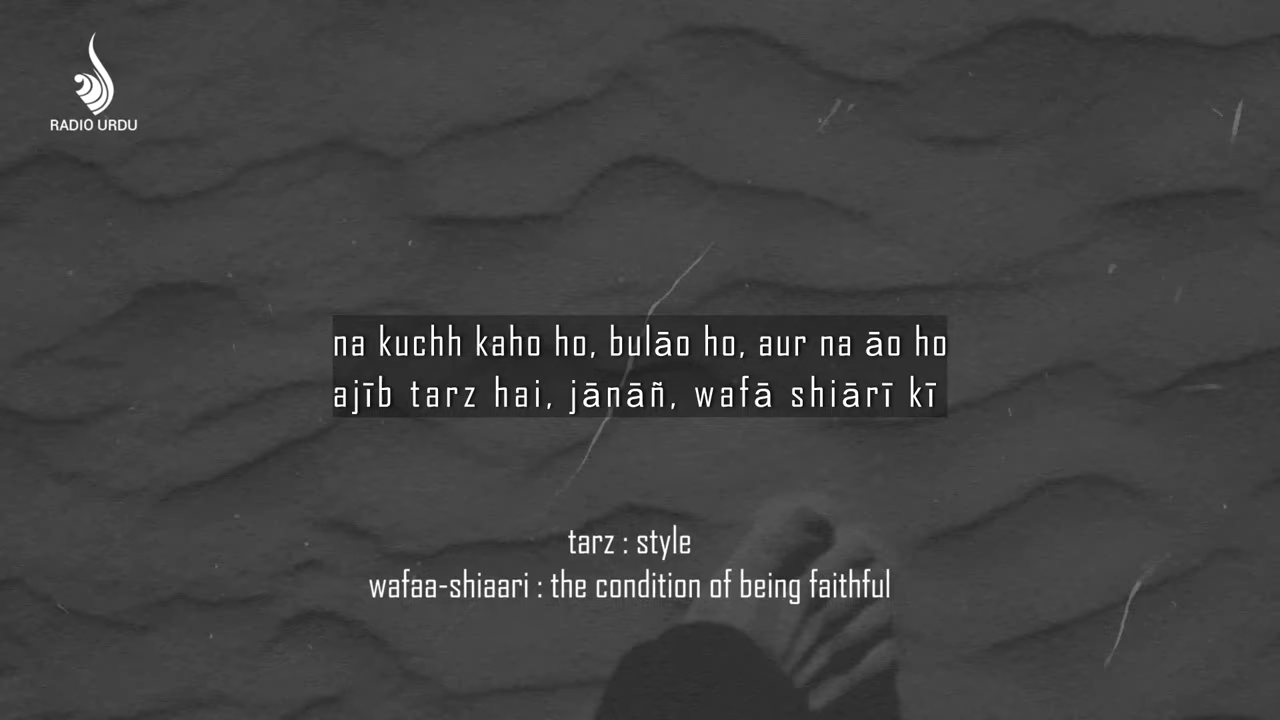 RADIO URDU
na kuchh kaho ho, bulāo ho, aur na āo ho
ajīb tarz hai, jānāñ, wafā shiārī kī
tarz : style
wafaa-shiaari : the condition of being faithful